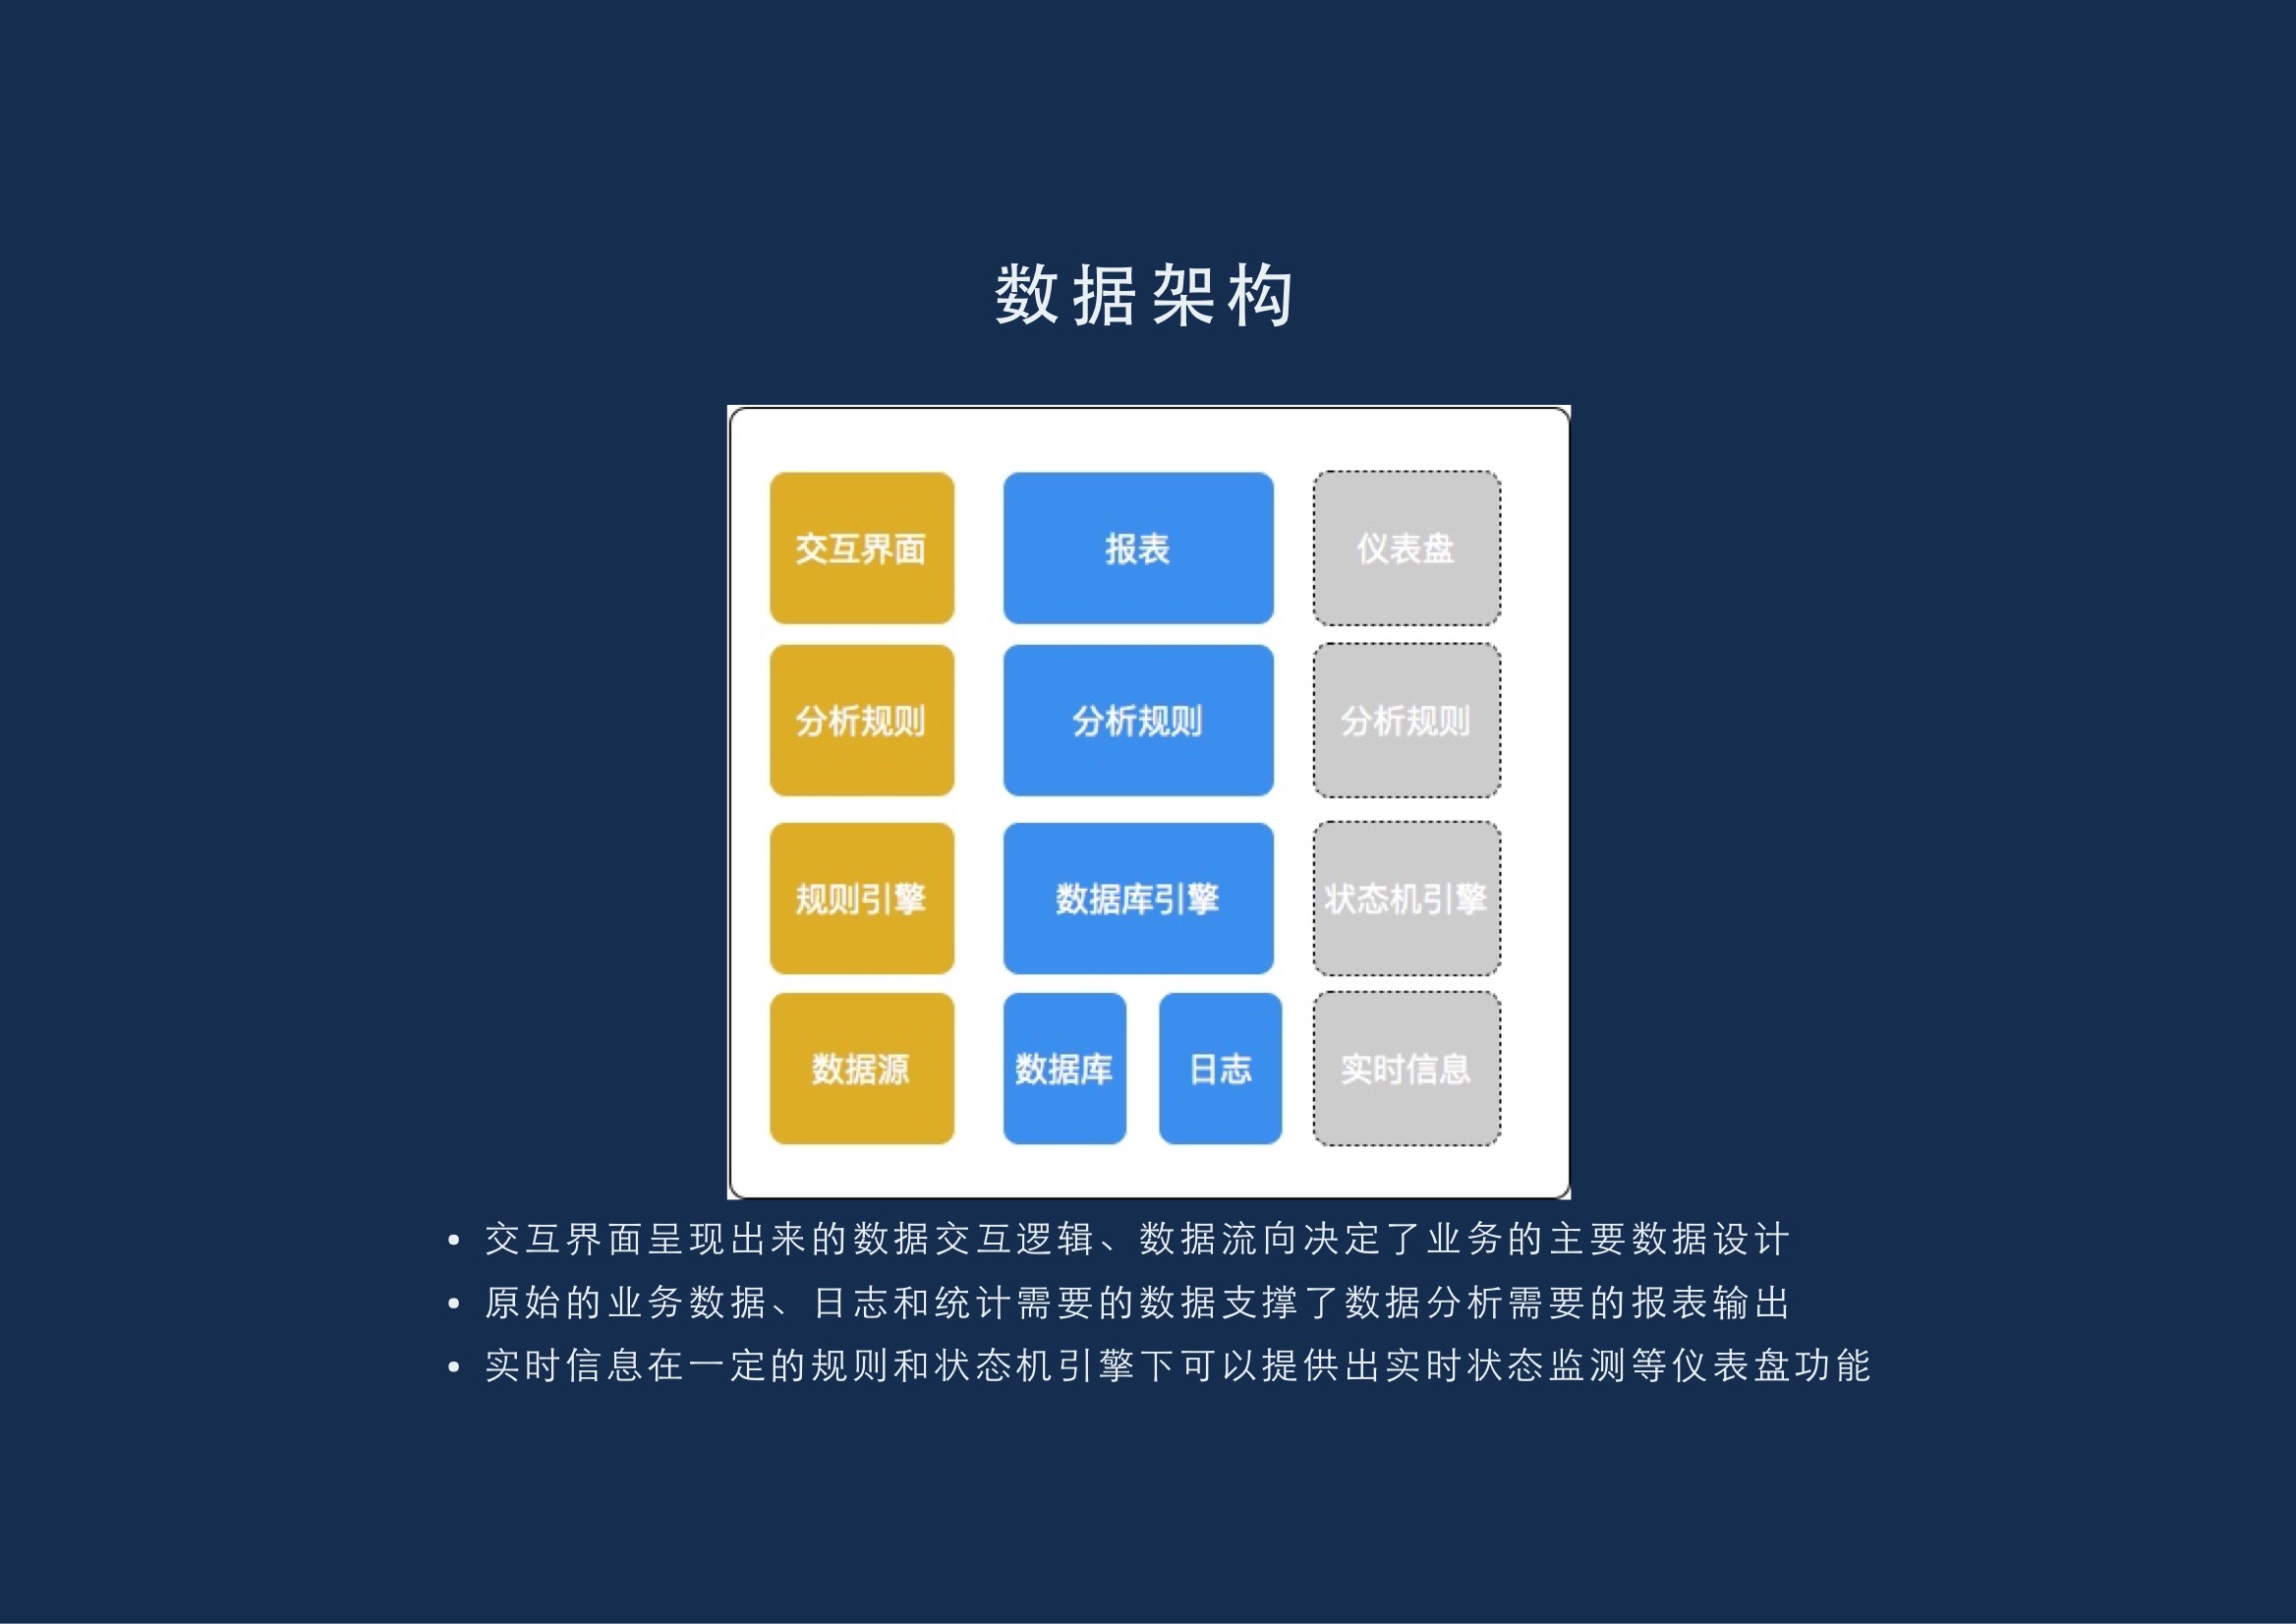 数据架构
交互界面 报表 仪表盘
分析规则 分析规则 分析规则
规则引擎 数据库引擎 状态机引擎
数据源 数据库 日志 实时信息
• 交互界面呈现出来的数据交互逻辑、数据流向决定了业务的主要数据设计
• 原始的业务数据、日志和统计需要的数据支撑了数据分析需要的报表输出
• 实时信息在一定的规则和状态机引擎下可以提供出实时状态监测等仪表盘功能